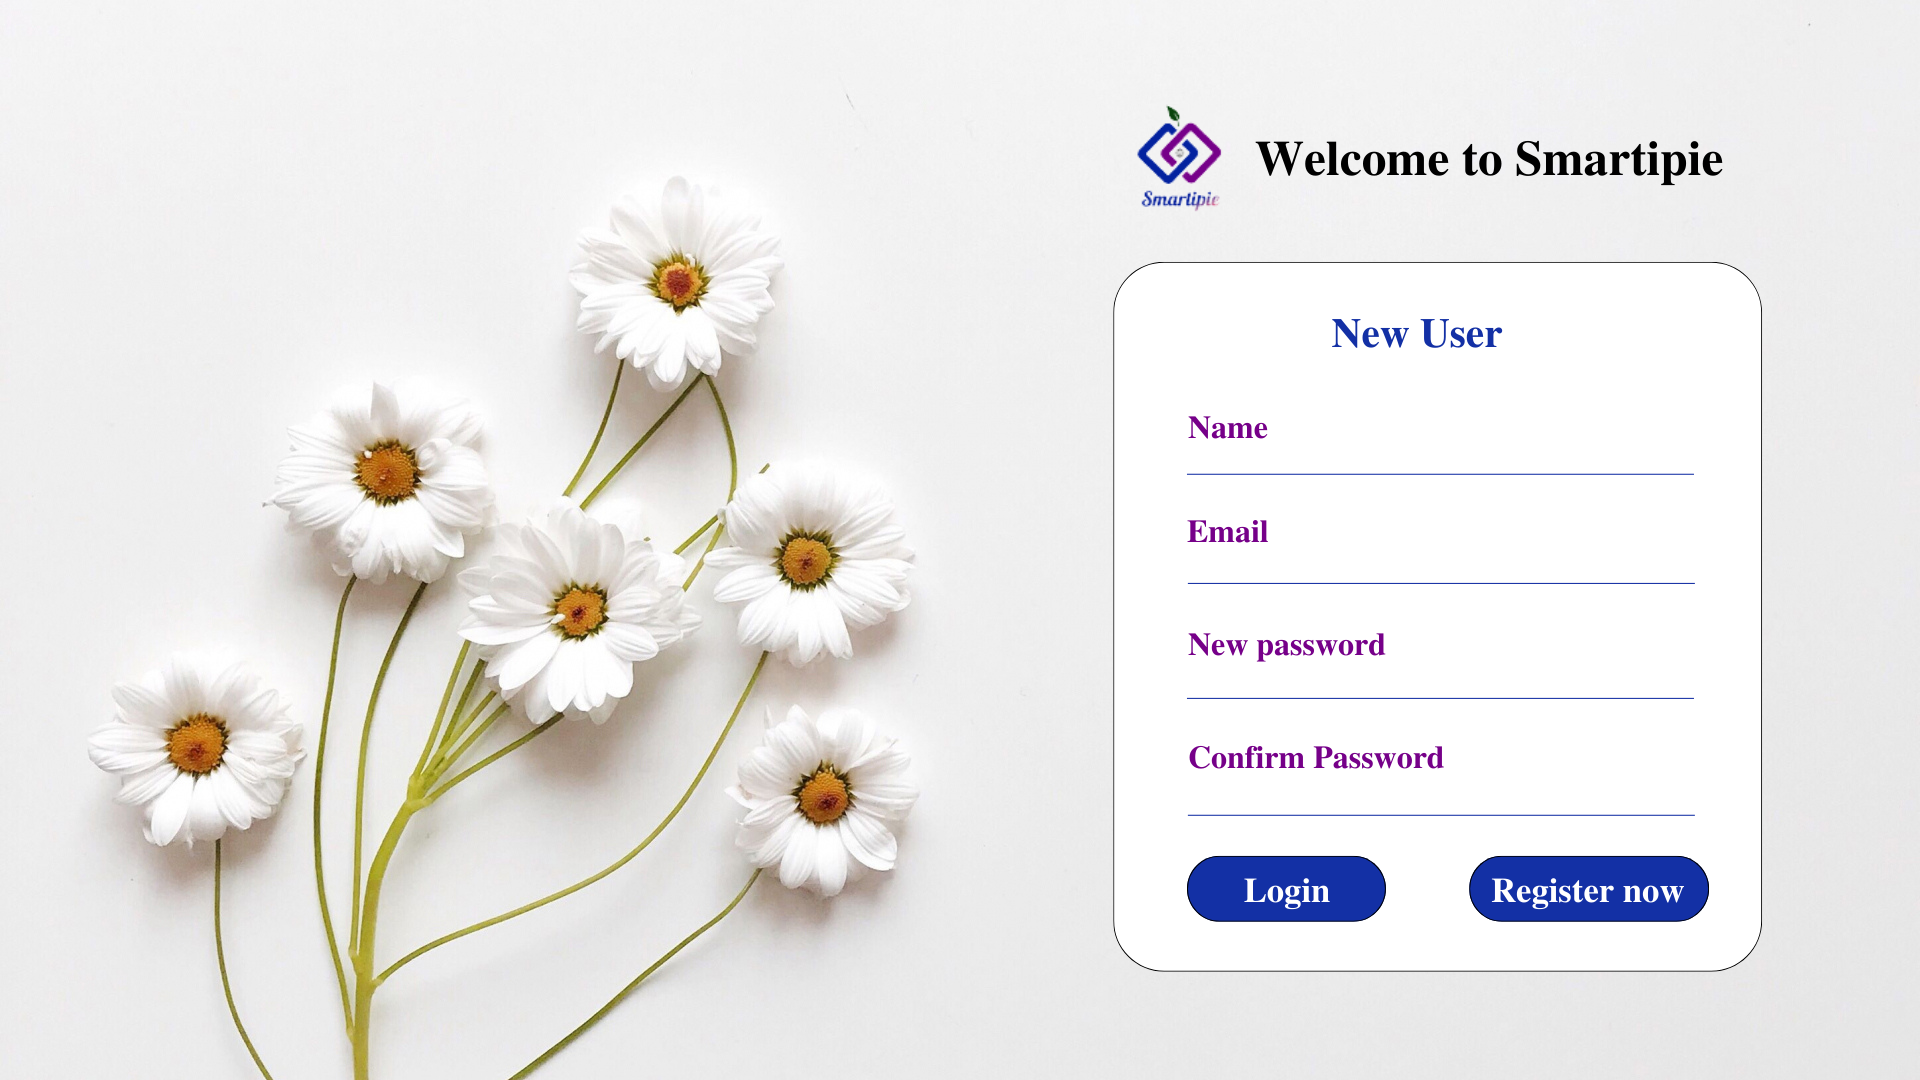 Smartipie
Welcome to Smartipie
New User
Name
Email
New password
Confirm Password
Login
Register now